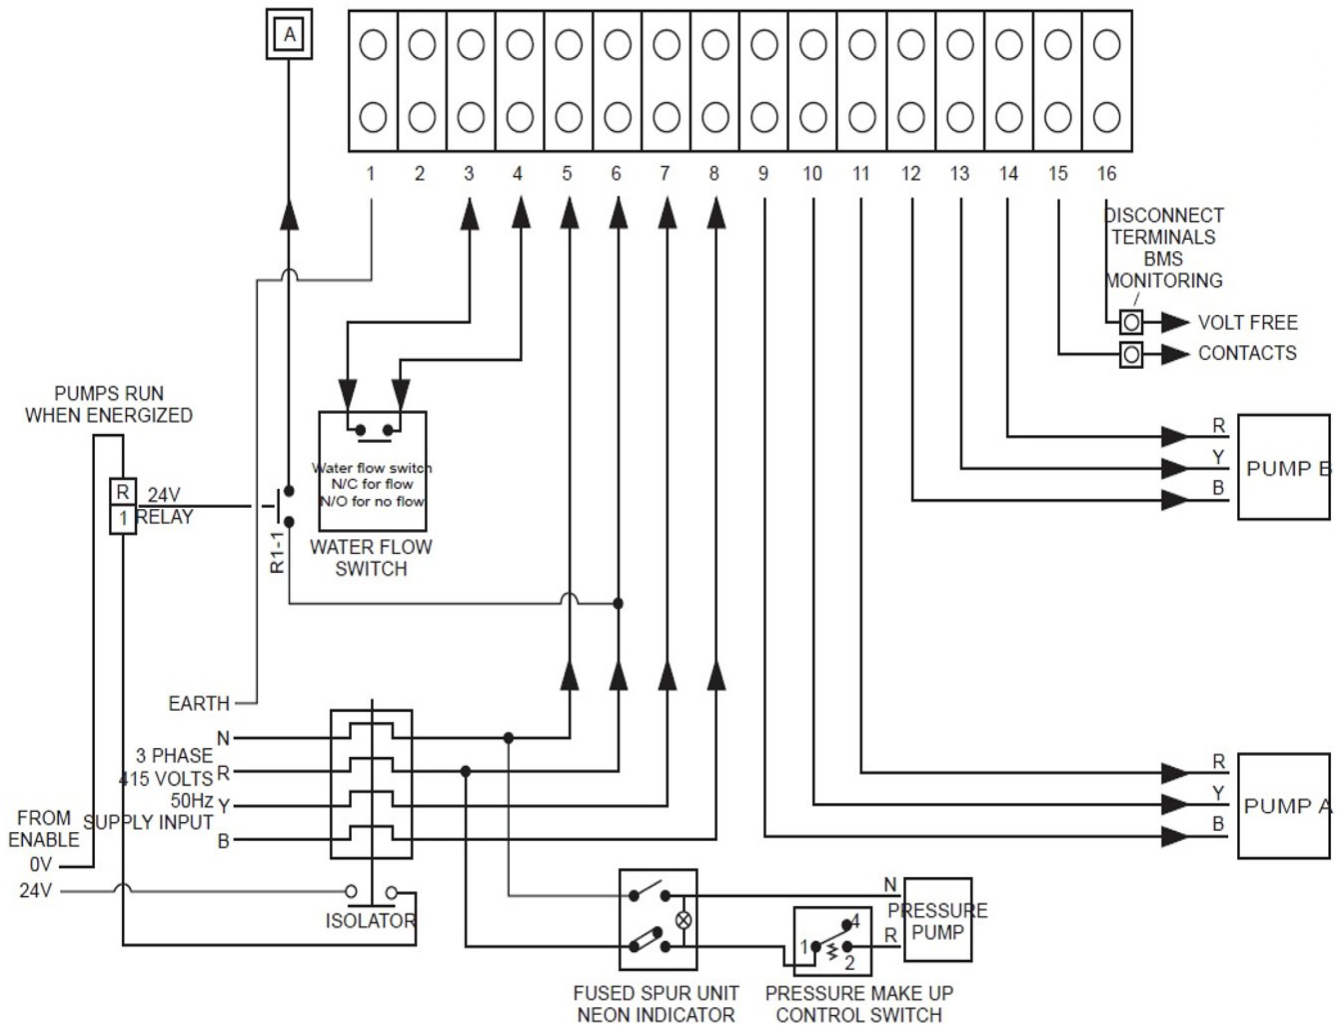 A
1 2 3 4 5 6 7 8 9 10 11 12 13 14 15 16
DISCONNECT
TERMINALS
BMS
MONITORING
VOLT FREE
CONTACTS
PUMPS RUN
WHEN ENERGIZED
R
1
24V
RELAY
R1-1
Water flow switch
N/C for flow
N/O for no flow
WATER FLOW
SWITCH
R
Y
B
PUMP B
EARTH
N
3 PHASE
415 VOLTS R
50Hz Y
SUPPLY INPUT
B
FROM
ENABLE
0V
24V
ISOLATOR
R
Y
B
PUMP A
N
R
PRESSURE
PUMP
1
4
2
FUSED SPUR UNIT
NEON INDICATOR
PRESSURE MAKE UP
CONTROL SWITCH